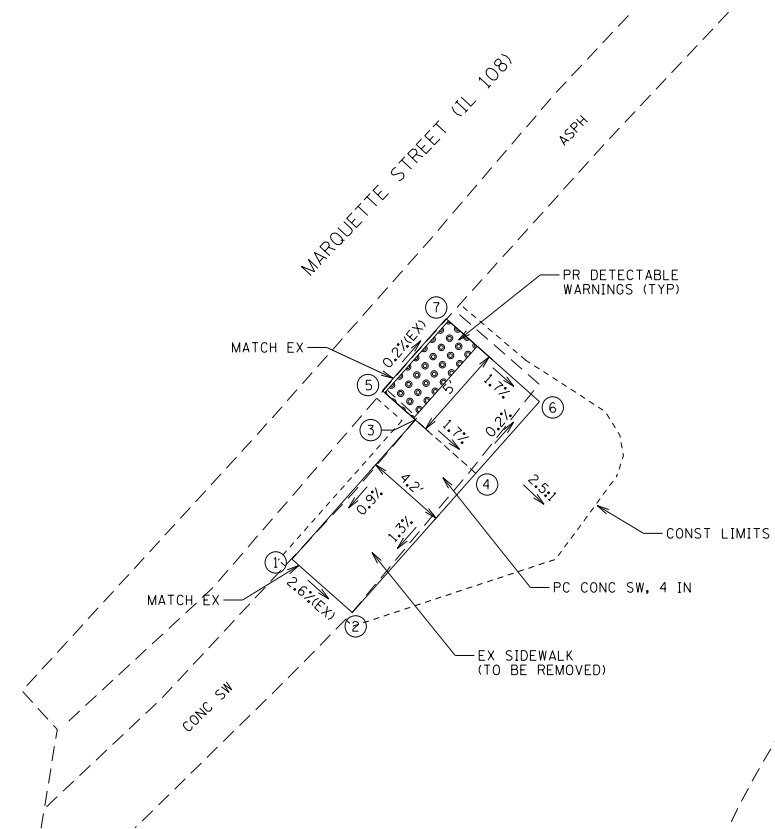 MARQUETTE STREET (IL 108)
ASPH
PR DETECTABLE
WARNINGS (TYP)
7
MATCH EX
0.2%(EX)
5
5'
1.7%
6
3
1.7%
0.2%
4
4.2'
0.9%
1.3%
2.5:1
CONST LIMITS
1
MATCH EX
2.6%(EX)
2
PC CONC SW, 4 IN
EX SIDEWALK
(TO BE REMOVED)
CONC SW